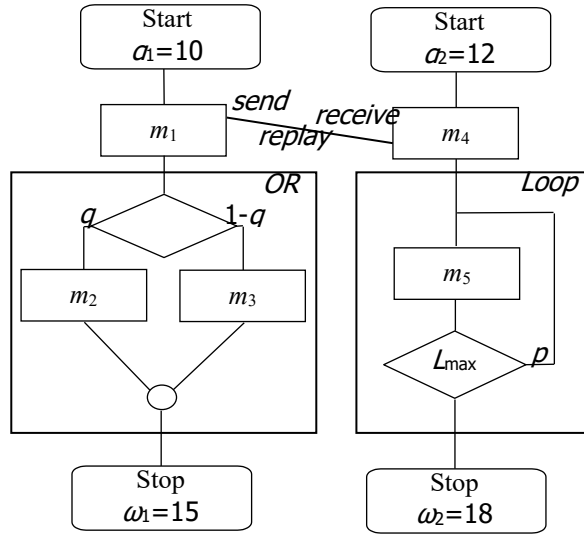 Start
α1=10
Start
α2=12
send
receive
replay
m1
m4
OR
Loop
q
1-q
m2
m3
m5
Lmax
p
Stop
ω1=15
Stop
ω2=18